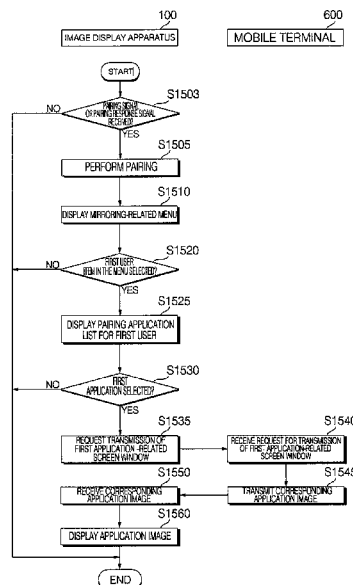 100
600
IMAGE DISPLAY APPARATUS
MOBILE TERMINAL
START
S1503
PAIRING SIGNAL
OR PAIRING RESPONSE SIGNAL
RECEIVED?
NO
YES
S1505
PERFORM PAIRING
S1510
DISPLAY MIRRORING-RELATED MENU
S1520
FIRST USER
ITEM IN THE MENU SELECTED?
NO
YES
S1525
DISPLAY PAIRING APPLICATION
LIST FOR FIRST USER
S1530
FIRST
APPLICATION SELECTED?
NO
YES
S1535
REQUEST TRANSMISSION OF
FIRST APPLICATION-RELATED
SCREEN WINDOW
S1540
RECEIVE REQUEST FOR TRANSMISSION
OF FIRST APPLICATION-RELATED
SCREEN WINDOW
S1545
TRANSMIT CORRESPONDING
APPLICATION IMAGE
S1550
RECEIVE CORRESPONDING
APPLICATION IMAGE
S1560
DISPLAY APPLICATION IMAGE
END